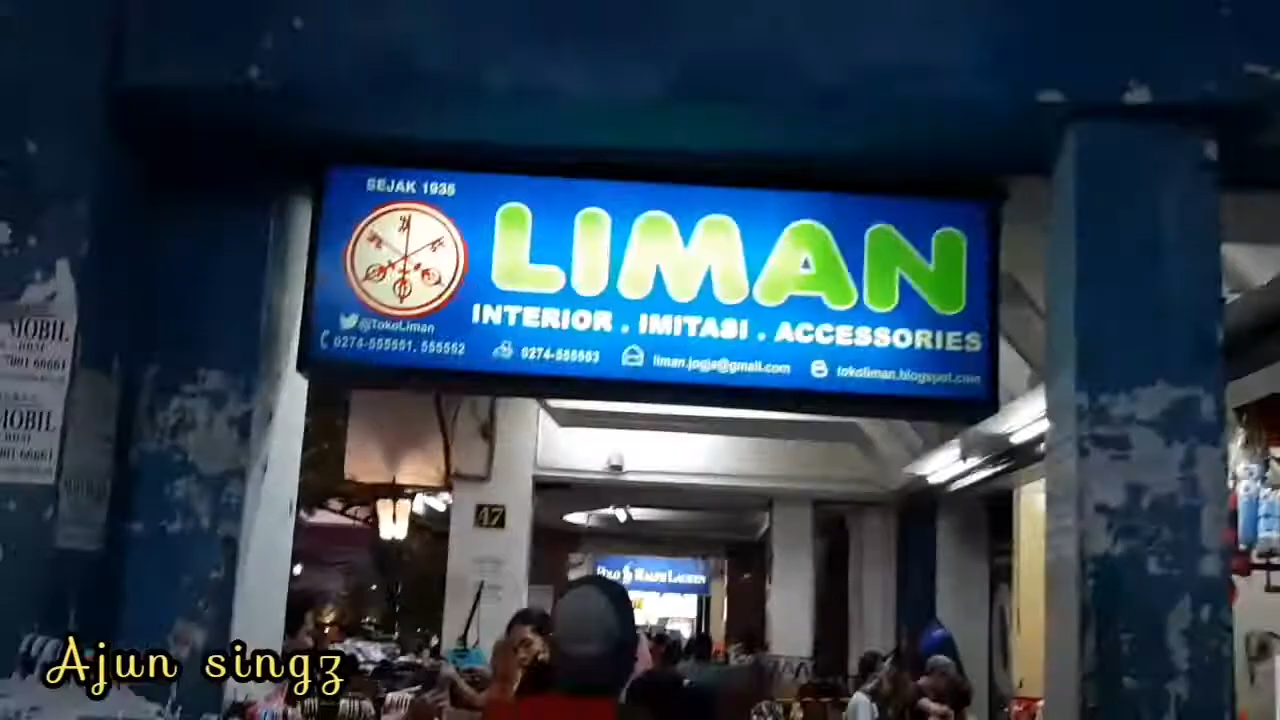 SEJAK 1935
LIMAN
INTERIOR . IMITASI . ACCESSORIES
@TokoLiman
0274-555551. 555552
0274-555553
liman.jogja@gmail.com
tokoliman.blogspot.com
MOBIL
MOBIL
47
POLO RALPH LAUREN
Ajun singz